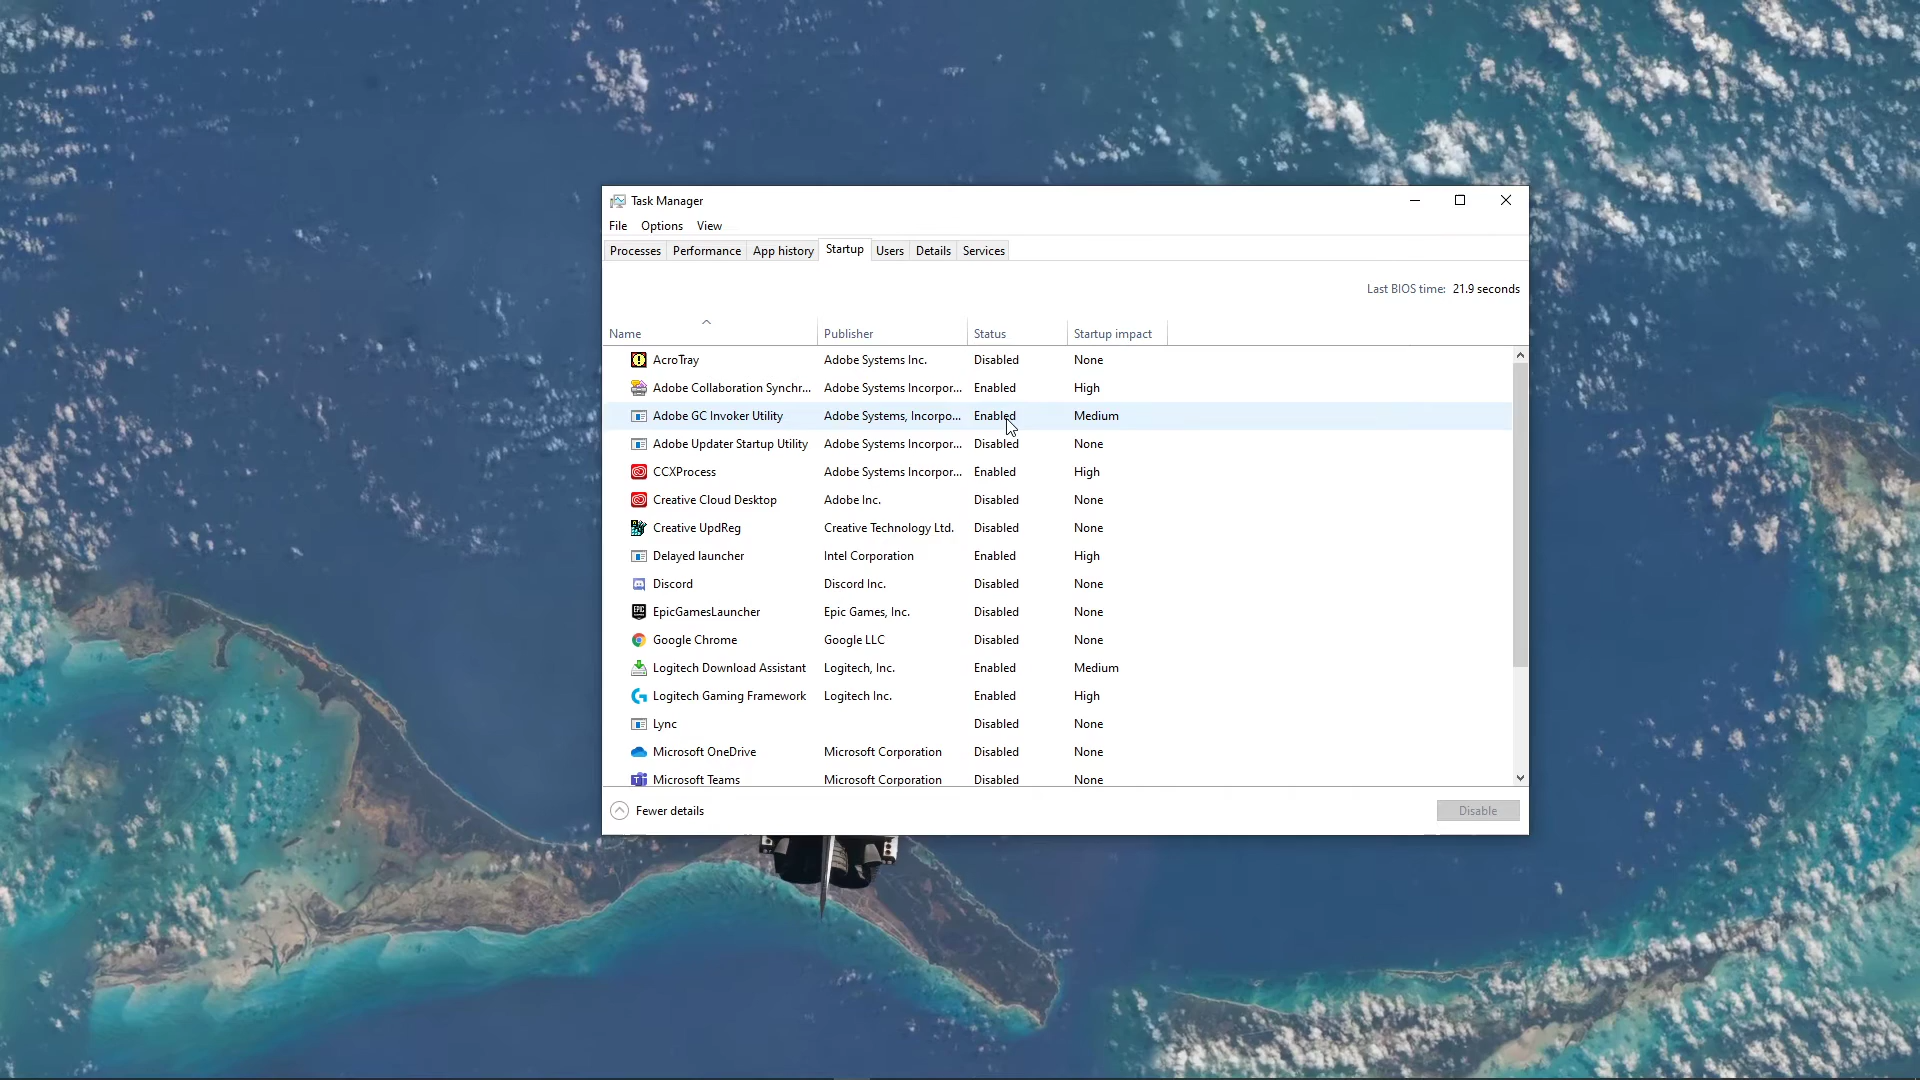 Task Manager
File Options View
Processes Performance App history Startup Users Details Services
Last BIOS time: 21.9 seconds
Name Publisher Status Startup impact
AcroTray Adobe Systems Inc. Disabled None
Adobe Collaboration Synchr... Adobe Systems Incorpor... Enabled High
Adobe GC Invoker Utility Adobe Systems, Incorpo... Enabled Medium
Adobe Updater Startup Utility Adobe Systems Incorpor... Disabled None
CCXProcess Adobe Systems Incorpor... Enabled High
Creative Cloud Desktop Adobe Inc. Disabled None
Creative UpdReg Creative Technology Ltd. Disabled None
Delayed launcher Intel Corporation Enabled High
Discord Discord Inc. Disabled None
EpicGamesLauncher Epic Games, Inc. Disabled None
Google Chrome Google LLC Disabled None
Logitech Download Assistant Logitech, Inc. Enabled Medium
Logitech Gaming Framework Logitech Inc. Enabled High
Lync Disabled None
Microsoft OneDrive Microsoft Corporation Disabled None
Microsoft Teams Microsoft Corporation Disabled None
Fewer details Disable